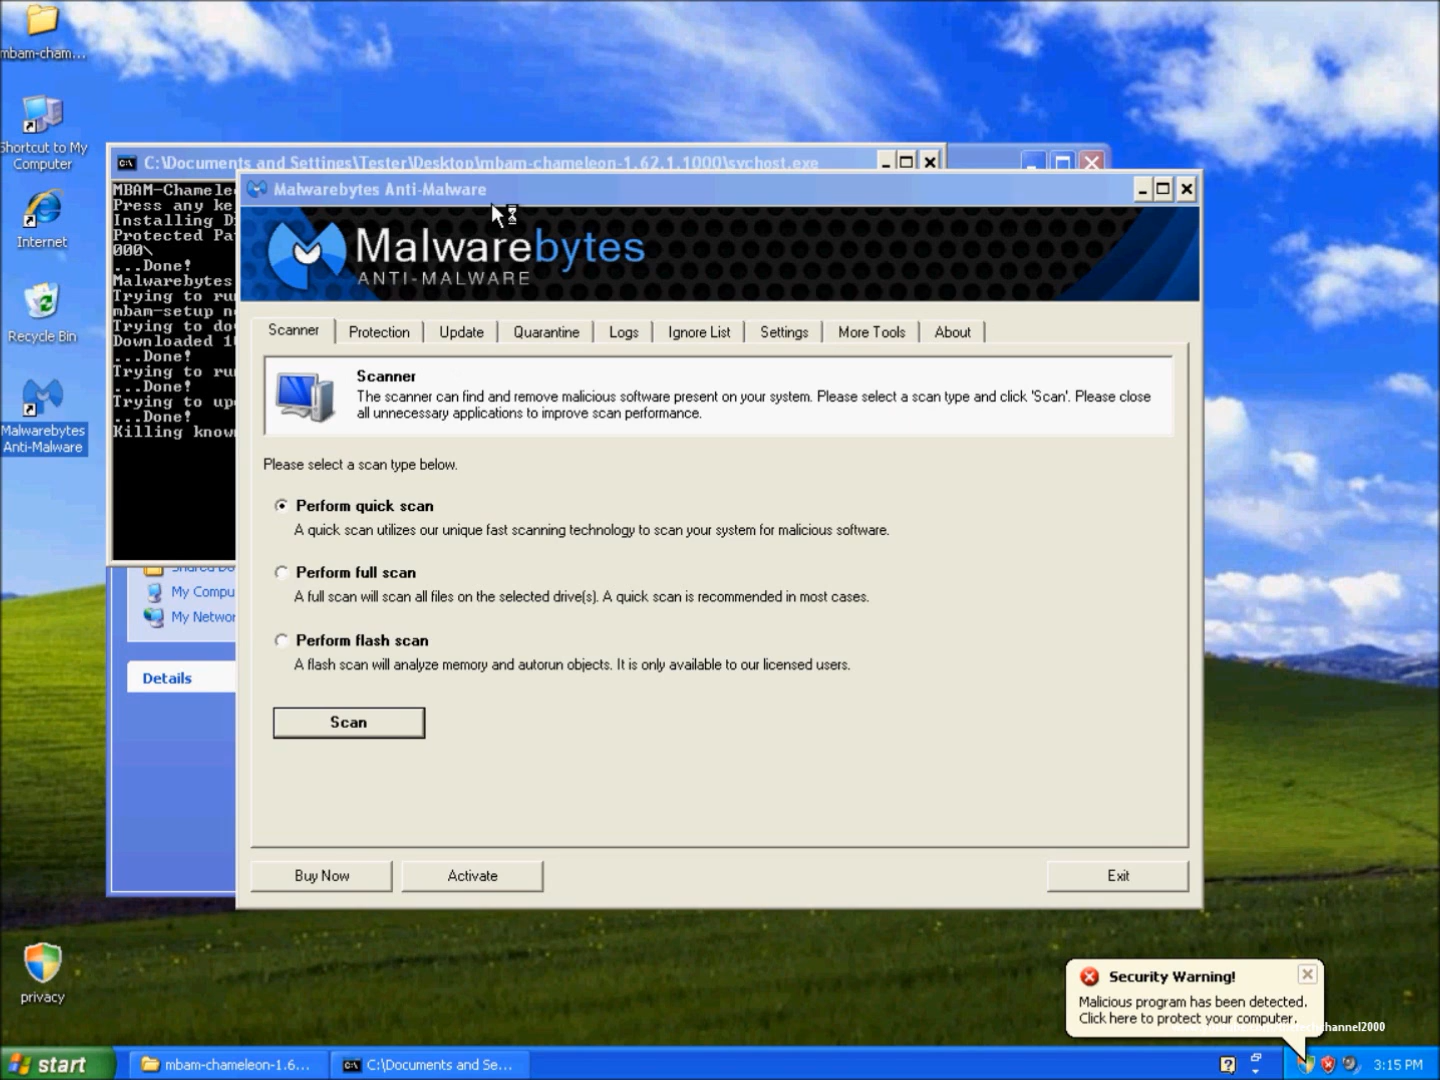 mbam-cham...
Shortcut to My
Computer
Internet
Recycle Bin
Malwarebytes
Anti-Malware
privacy
C:\Documents and Settings\Tester\Desktop\mbam-chameleon-1.62.1.1000\svchost.exe
MBAM-Chamele
Press any ke
Installing D
Protected Pa
000\
...Done!
Malwarebytes
Trying to ru
mbam-setup n
Trying to do
Downloaded 1
...Done!
Trying to ru
...Done!
Trying to up
...Done!
Killing know
My Compu
My Networ
Details
Malwarebytes Anti-Malware
Malwarebytes
ANTI-MALWARE
Scanner Protection Update Quarantine Logs Ignore List Settings More Tools About
Scanner
The scanner can find and remove malicious software present on your system. Please select a scan type and click 'Scan'. Please close
all unnecessary applications to improve scan performance.
Please select a scan type below.
Perform quick scan
A quick scan utilizes our unique fast scanning technology to scan your system for malicious software.
Perform full scan
A full scan will scan all files on the selected drive(s). A quick scan is recommended in most cases.
Perform flash scan
A flash scan will analyze memory and autorun objects. It is only available to our licensed users.
Scan
Buy Now Activate Exit
Security Warning!
Malicious program has been detected.
Click here to protect your computer.
start mbam-chameleon-1.6... C:\Documents and Se... 3:15 PM